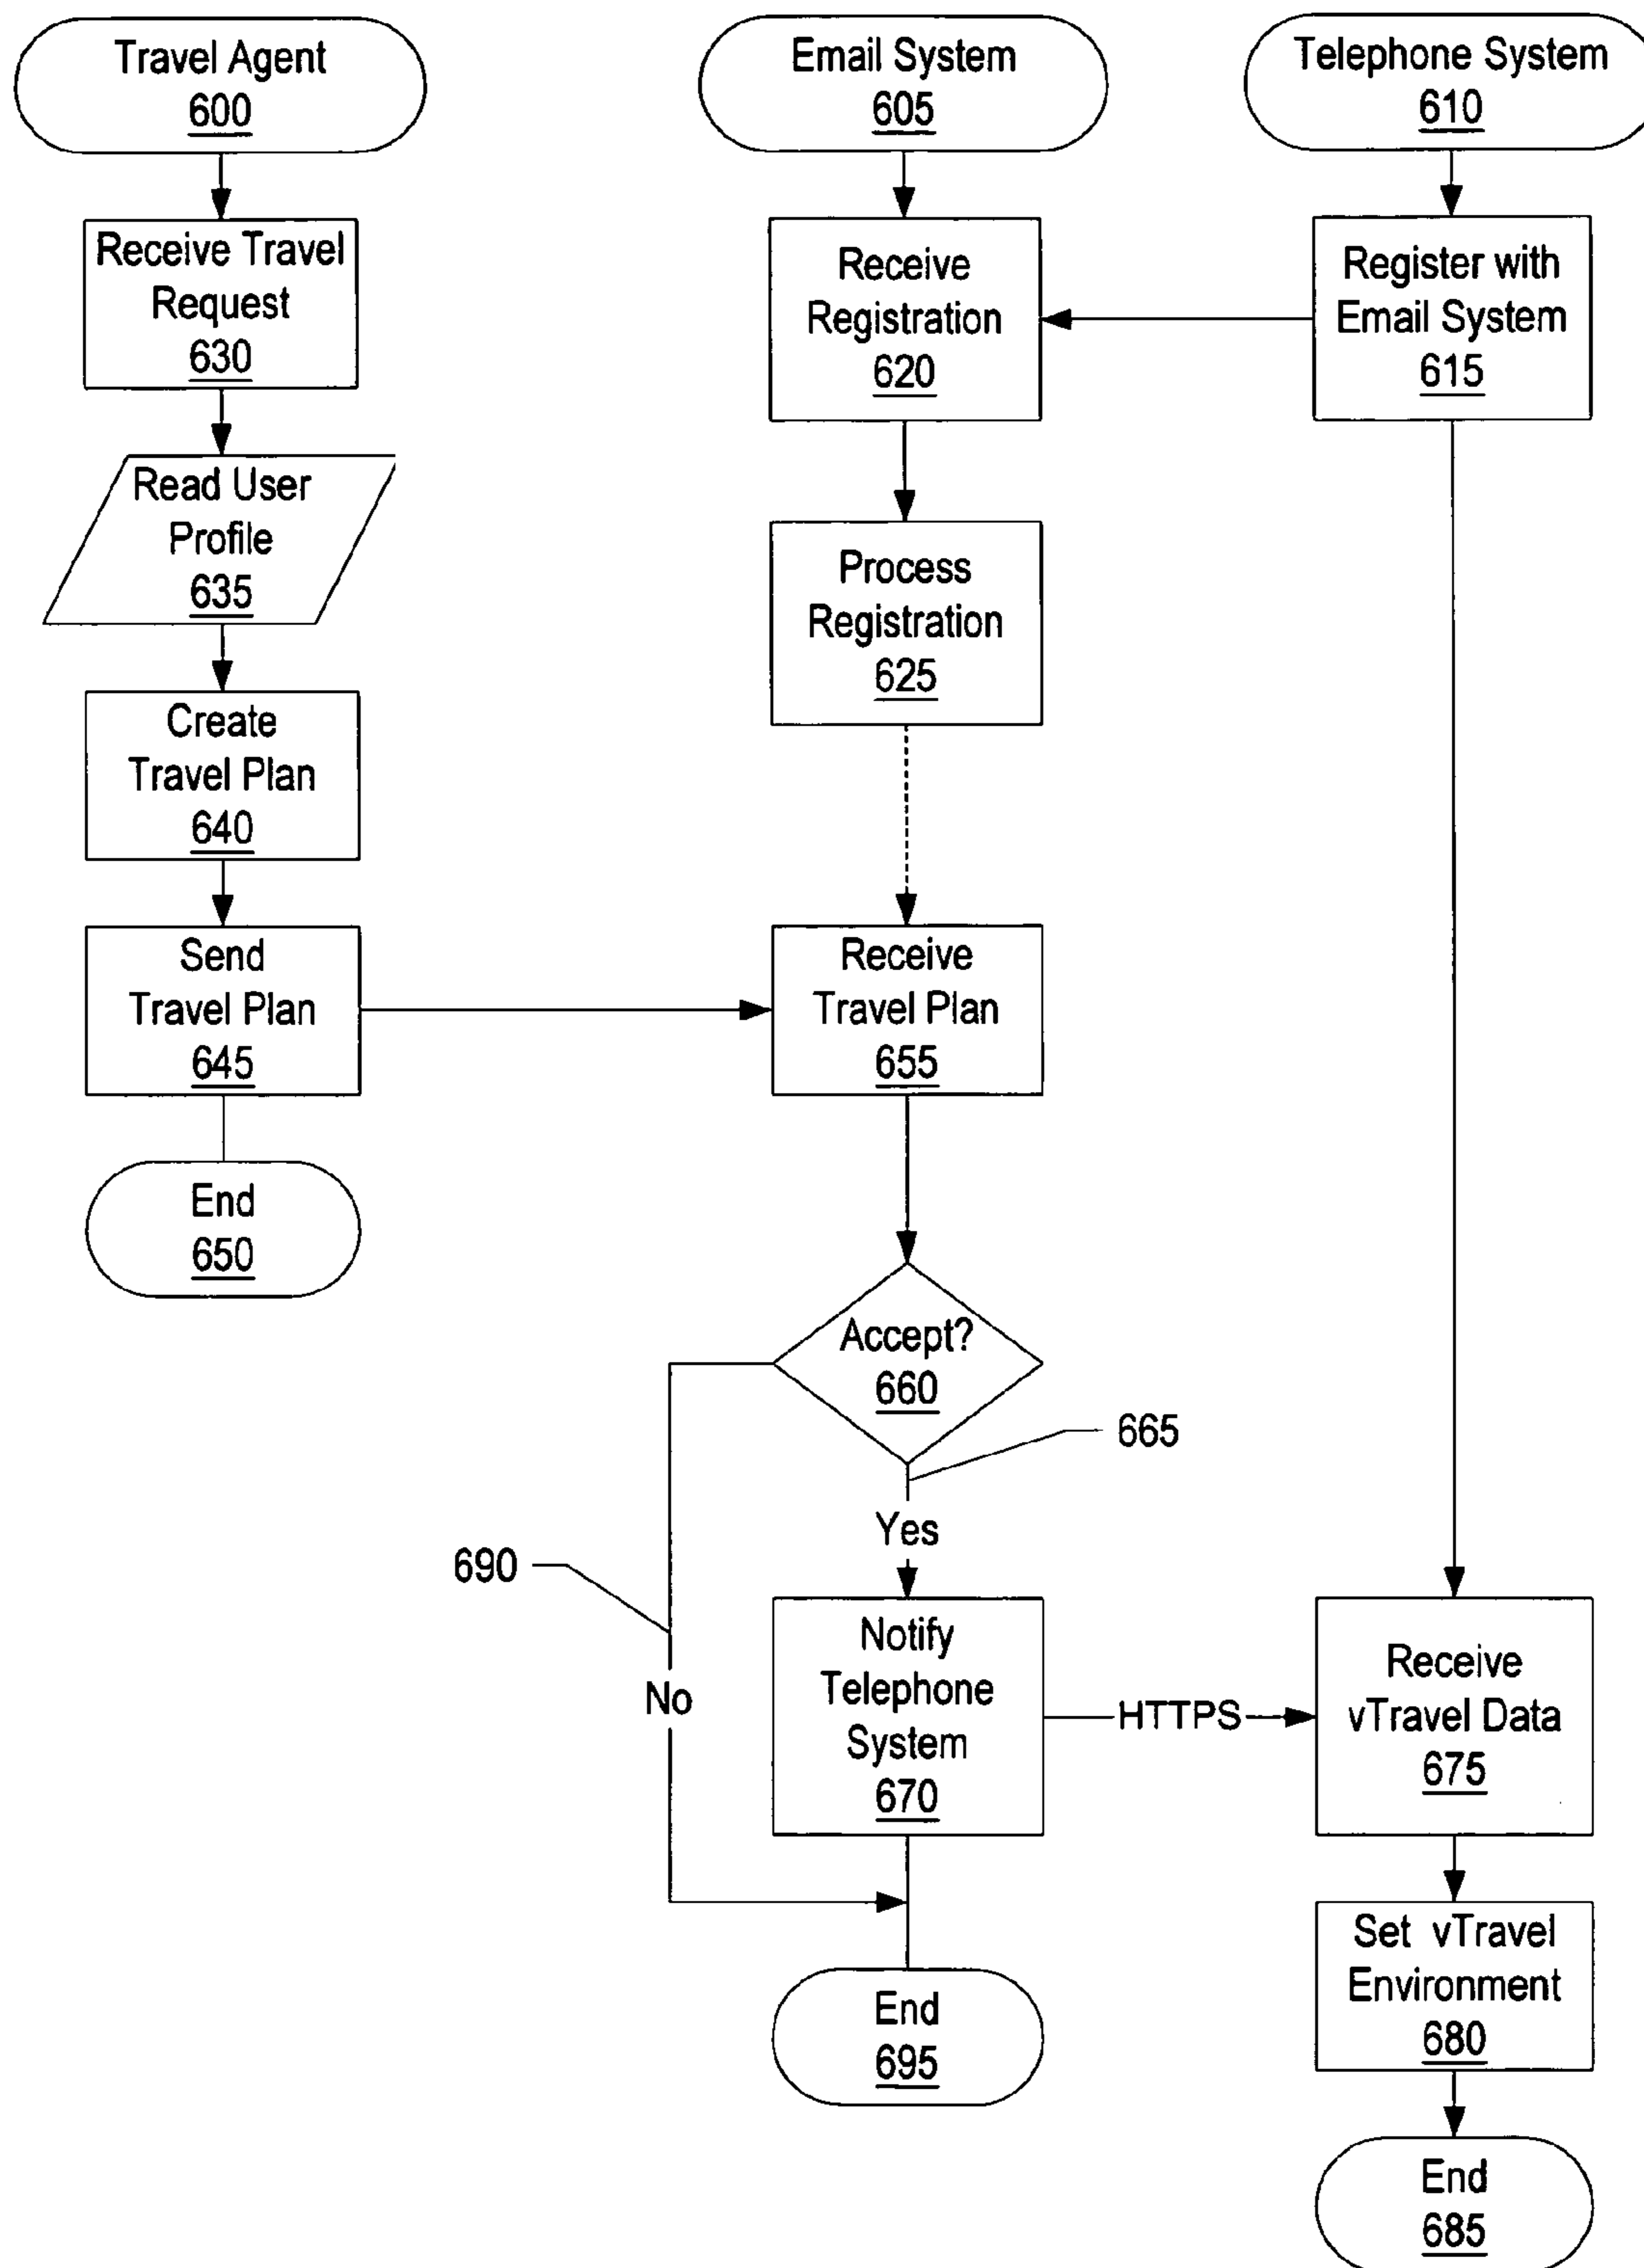 Travel Agent
600
Email System
605
Telephone System
610
Receive Travel
Request
630
Receive
Registration
620
Register with
Email System
615
Read User
Profile
635
Process
Registration
625
Create
Travel Plan
640
Send
Travel Plan
645
Receive
Travel Plan
655
End
650
Accept?
660
665
Yes
690
No
Notify
Telephone
System
670
HTTPS
Receive
vTravel Data
675
Set vTravel
Environment
680
End
695
End
685